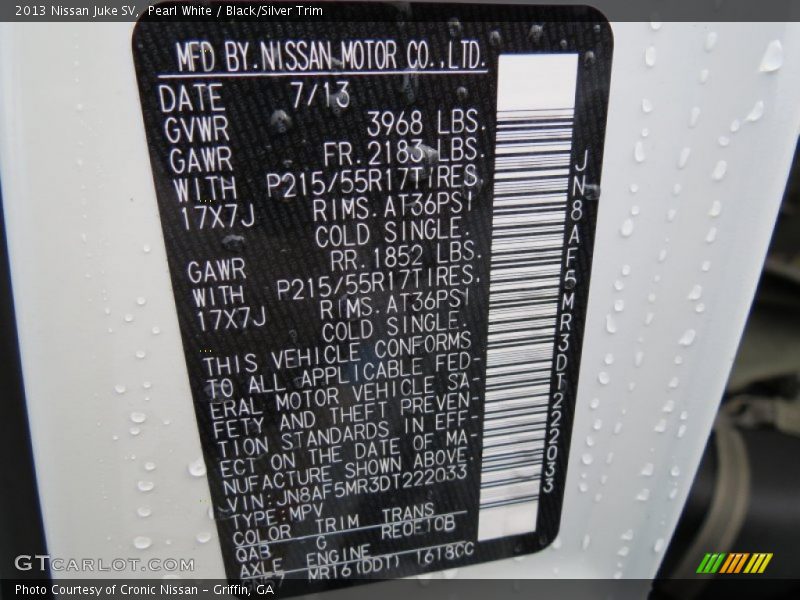 2013 Nissan Juke SV, Pearl White / Black/Silver Trim
MFD BY.NISSAN MOTOR CO.,LTD.
DATE 7/13
GVWR 3968 LBS.
GAWR FR.2183 LBS.
WITH P215/55R17TIRES.
17X7J RIMS.AT36PSI
COLD SINGLE.
GAWR RR.1852 LBS.
WITH P215/55R17TIRES.
17X7J RIMS.AT36PSI
COLD SINGLE.
THIS VEHICLE CONFORMS
TO ALL APPLICABLE FED-
ERAL MOTOR VEHICLE SA-
FETY AND THEFT PREVEN-
TION STANDARDS IN EFF-
ECT ON THE DATE OF MA-
NUFACTURE SHOWN ABOVE.
VIN:JN8AF5MR3DT222033
TYPE:MPV
COLOR TRIM TRANS
QAB G RE0F10B
AXLE ENGINE
MR16(DDT) 1618CC
JN8AF5MR3DT222033
GTCARLOT.COM
Photo Courtesy of Cronic Nissan - Griffin, GA